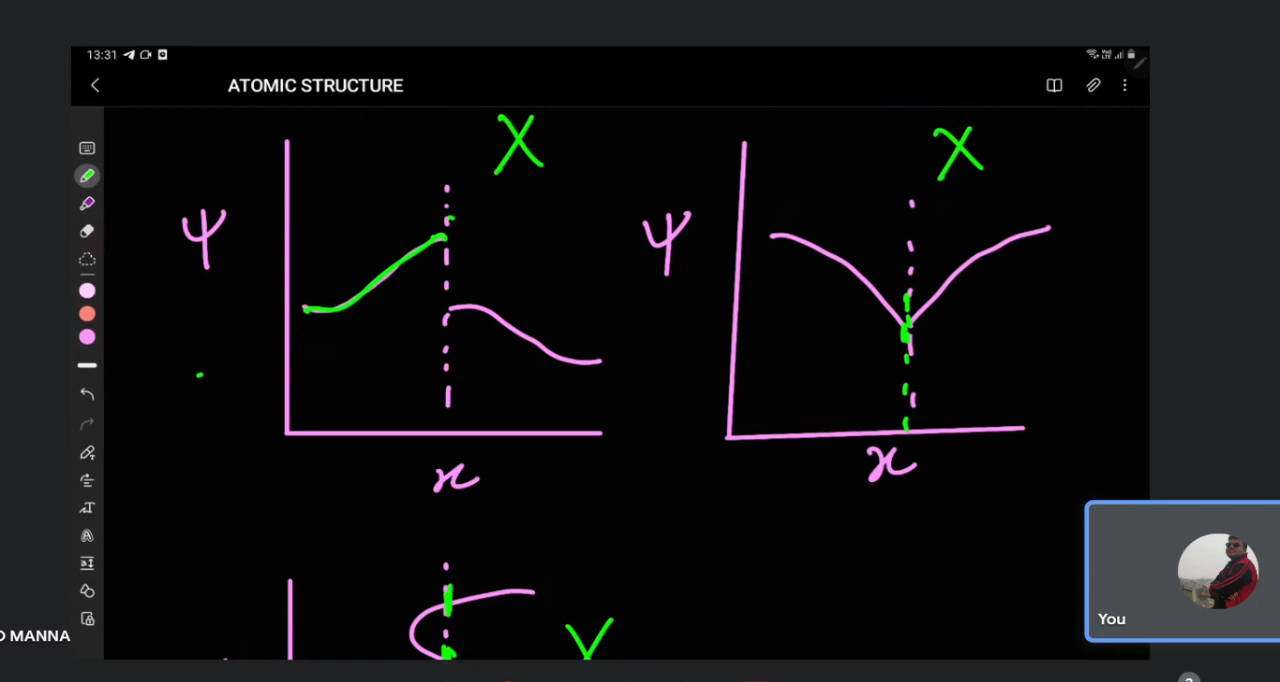 13:31
ATOMIC STRUCTURE
X X
ψ ψ
x x
You
O MANNA